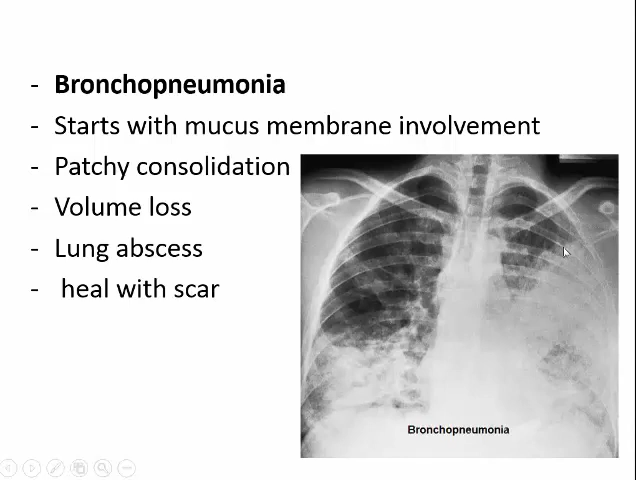 - Bronchopneumonia
- Starts with mucus membrane involvement
- Patchy consolidation
- Volume loss
- Lung abscess
- heal with scar
Bronchopneumonia